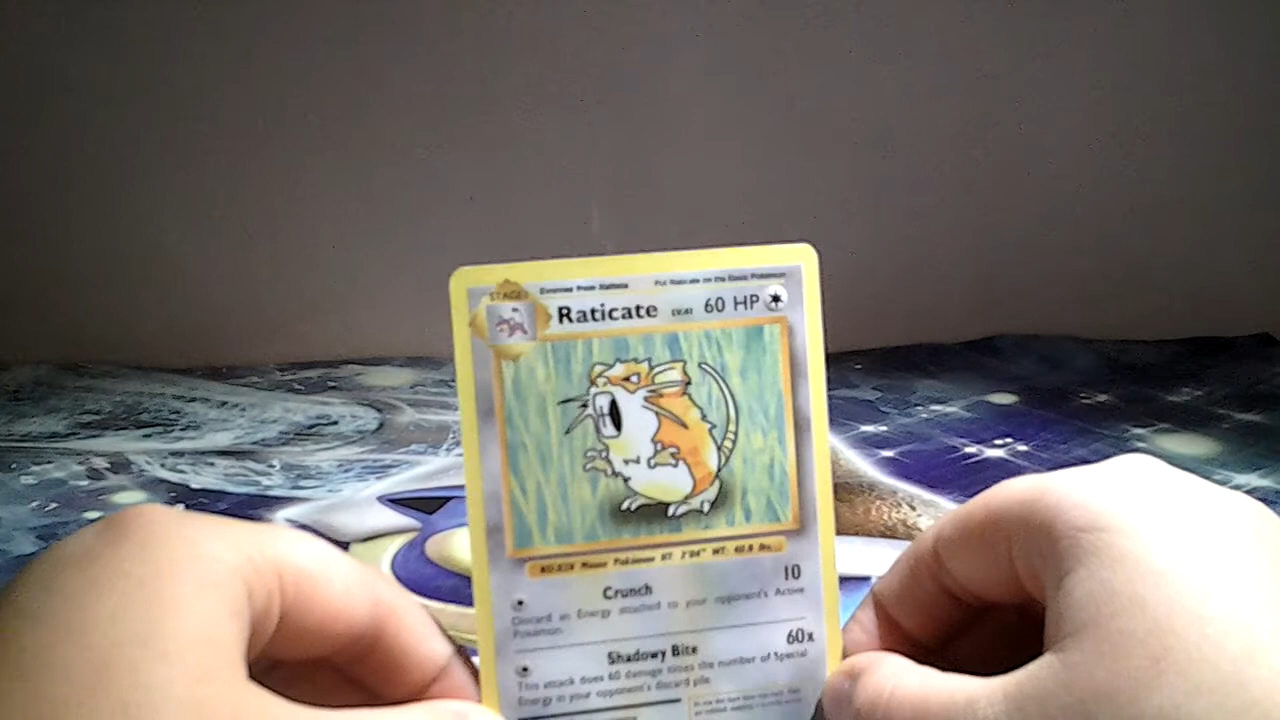 STAGE1 Evolves from Rattata Put Raticate on the Basic Pokémon
Raticate LV.41 60 HP
NO.020 Mouse Pokémon HT: 2'04" WT: 40.8 lbs.
Crunch 10
Discard an Energy attached to your opponent's Active
Pokémon.
Shadowy Bite 60x
This attack does 60 damage times the number of Special
Energy in your opponent's discard pile.